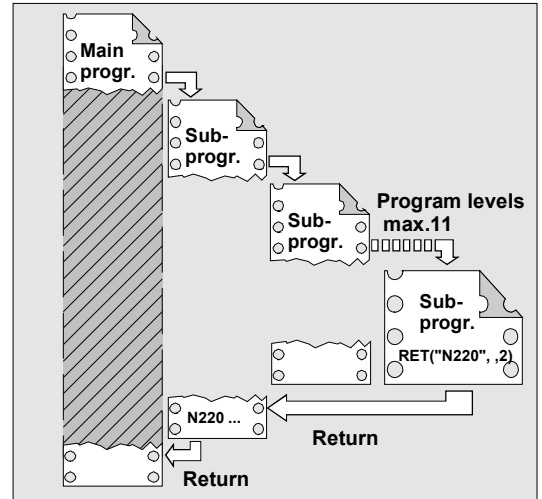 Main
progr.
Sub-
progr.
Sub-
progr.
Program levels
max.11
Sub-
progr.
RET("N220", ,2)
N220 ...
Return
Return